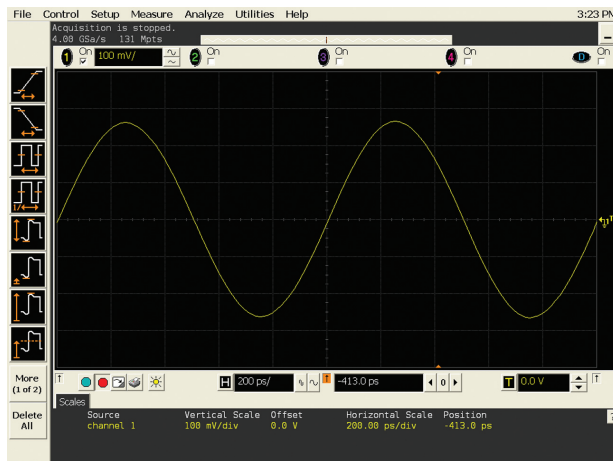 File Control Setup Measure Analyze Utilities Help 3:23 PM
Acquisition is stopped.
4.00 GSa/s 131 Mpts
1 On 100 mV/ 2 On 3 On 4 On D On
T
1/
H 200 ps/ T -413.0 ps 0 T 0.0 V
More
(1 of 2)
Delete
All
Scales
Source Vertical Scale Offset Horizontal Scale Position
channel 1 100 mV/div 0.0 V 200.00 ps/div -413.0 ps
?